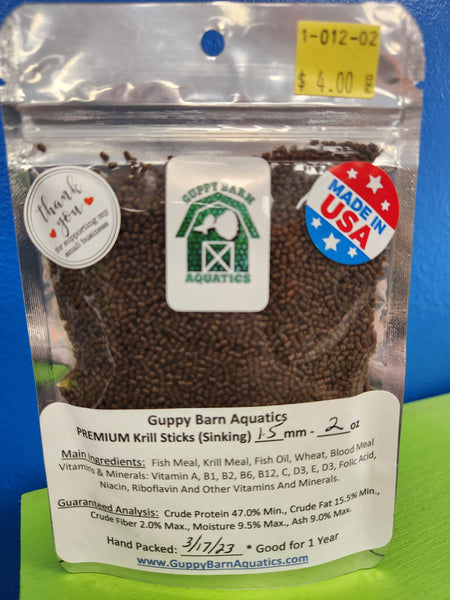 1-012-02
$ 4.00
thank
you
for supporting my
small business
GUPPY BARN
AQUATICS
MADE IN
USA
Guppy Barn Aquatics
PREMIUM Krill Sticks (Sinking) 1.5 mm - 2 oz
Main Ingredients: Fish Meal, Krill Meal, Fish Oil, Wheat, Blood Meal
Vitamins & Minerals: Vitamin A, B1, B2, B6, B12, C, D3, E, D3, Folic Acid,
Niacin, Riboflavin And Other Vitamins And Minerals.
Guaranteed Analysis: Crude Protein 47.0% Min., Crude Fat 15.5% Min.,
Crude Fiber 2.0% Max., Moisture 9.5% Max., Ash 9.0% Max.
Hand Packed: 3/17/23 * Good for 1 Year
www.GuppyBarnAquatics.com